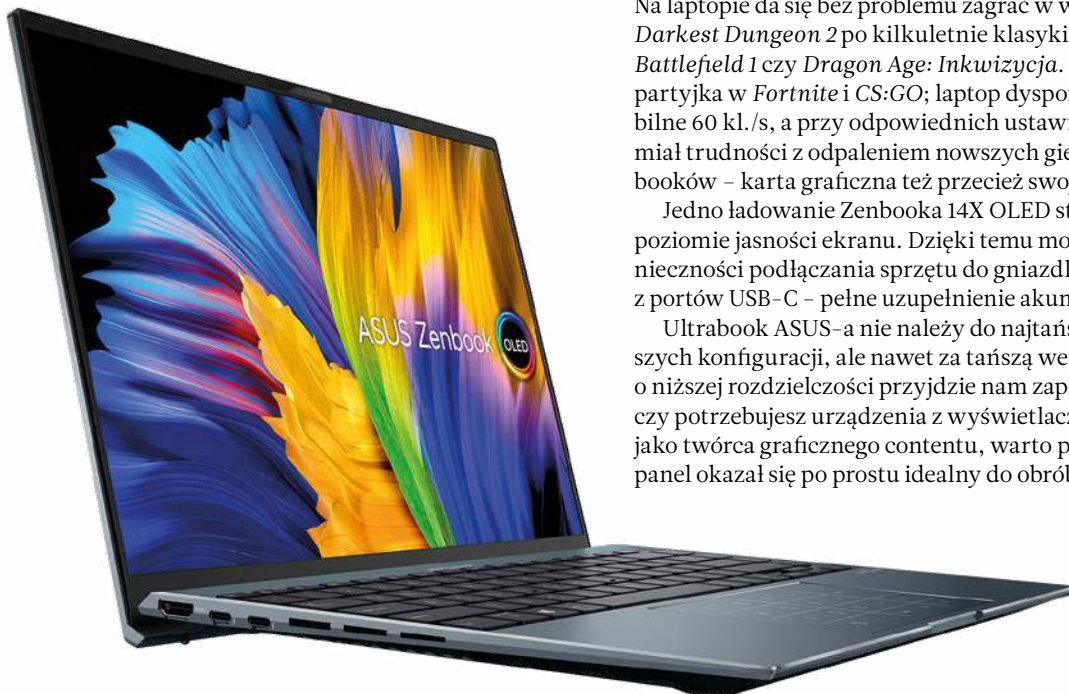 Na laptopie da się bez problemu zagrać w w
Darkest Dungeon 2 po kilkuletnie klasyki
Battlefield 1 czy Dragon Age: Inkwizycja.
partyjka w Fortnite i CS:GO; laptop dyspor
bilne 60 kl./s, a przy odpowiednich ustawi
miał trudności z odpaleniem nowszych gie
booków – karta graficzna też przecież swoj
Jedno ładowanie Zenbooka 14X OLED st
poziomie jasności ekranu. Dzięki temu mo
nieczności podłączania sprzętu do gniazdl
z portów USB-C – pełne uzupełnienie akun
Ultrabook ASUS-a nie należy do najtańs
szych konfiguracji, ale nawet za tańszą wer
o niższej rozdzielczości przyjdzie nam zap
czy potrzebujesz urządzenia z wyświetlacz
jako twórca graficznego contentu, warto p
panel okazał się po prostu idealny do obrób
ASUS Zenbook OLED